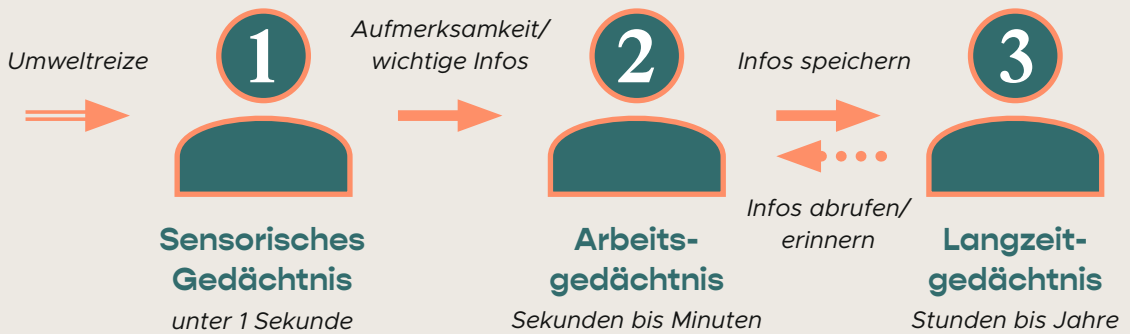 Umweltreize
1
Aufmerksamkeit/
wichtige Infos
2
Infos speichern
3
Infos abrufen/
erinnern
Sensorisches
Gedächtnis
unter 1 Sekunde
Arbeits-
gedächtnis
Sekunden bis Minuten
Langzeit-
gedächtnis
Stunden bis Jahre